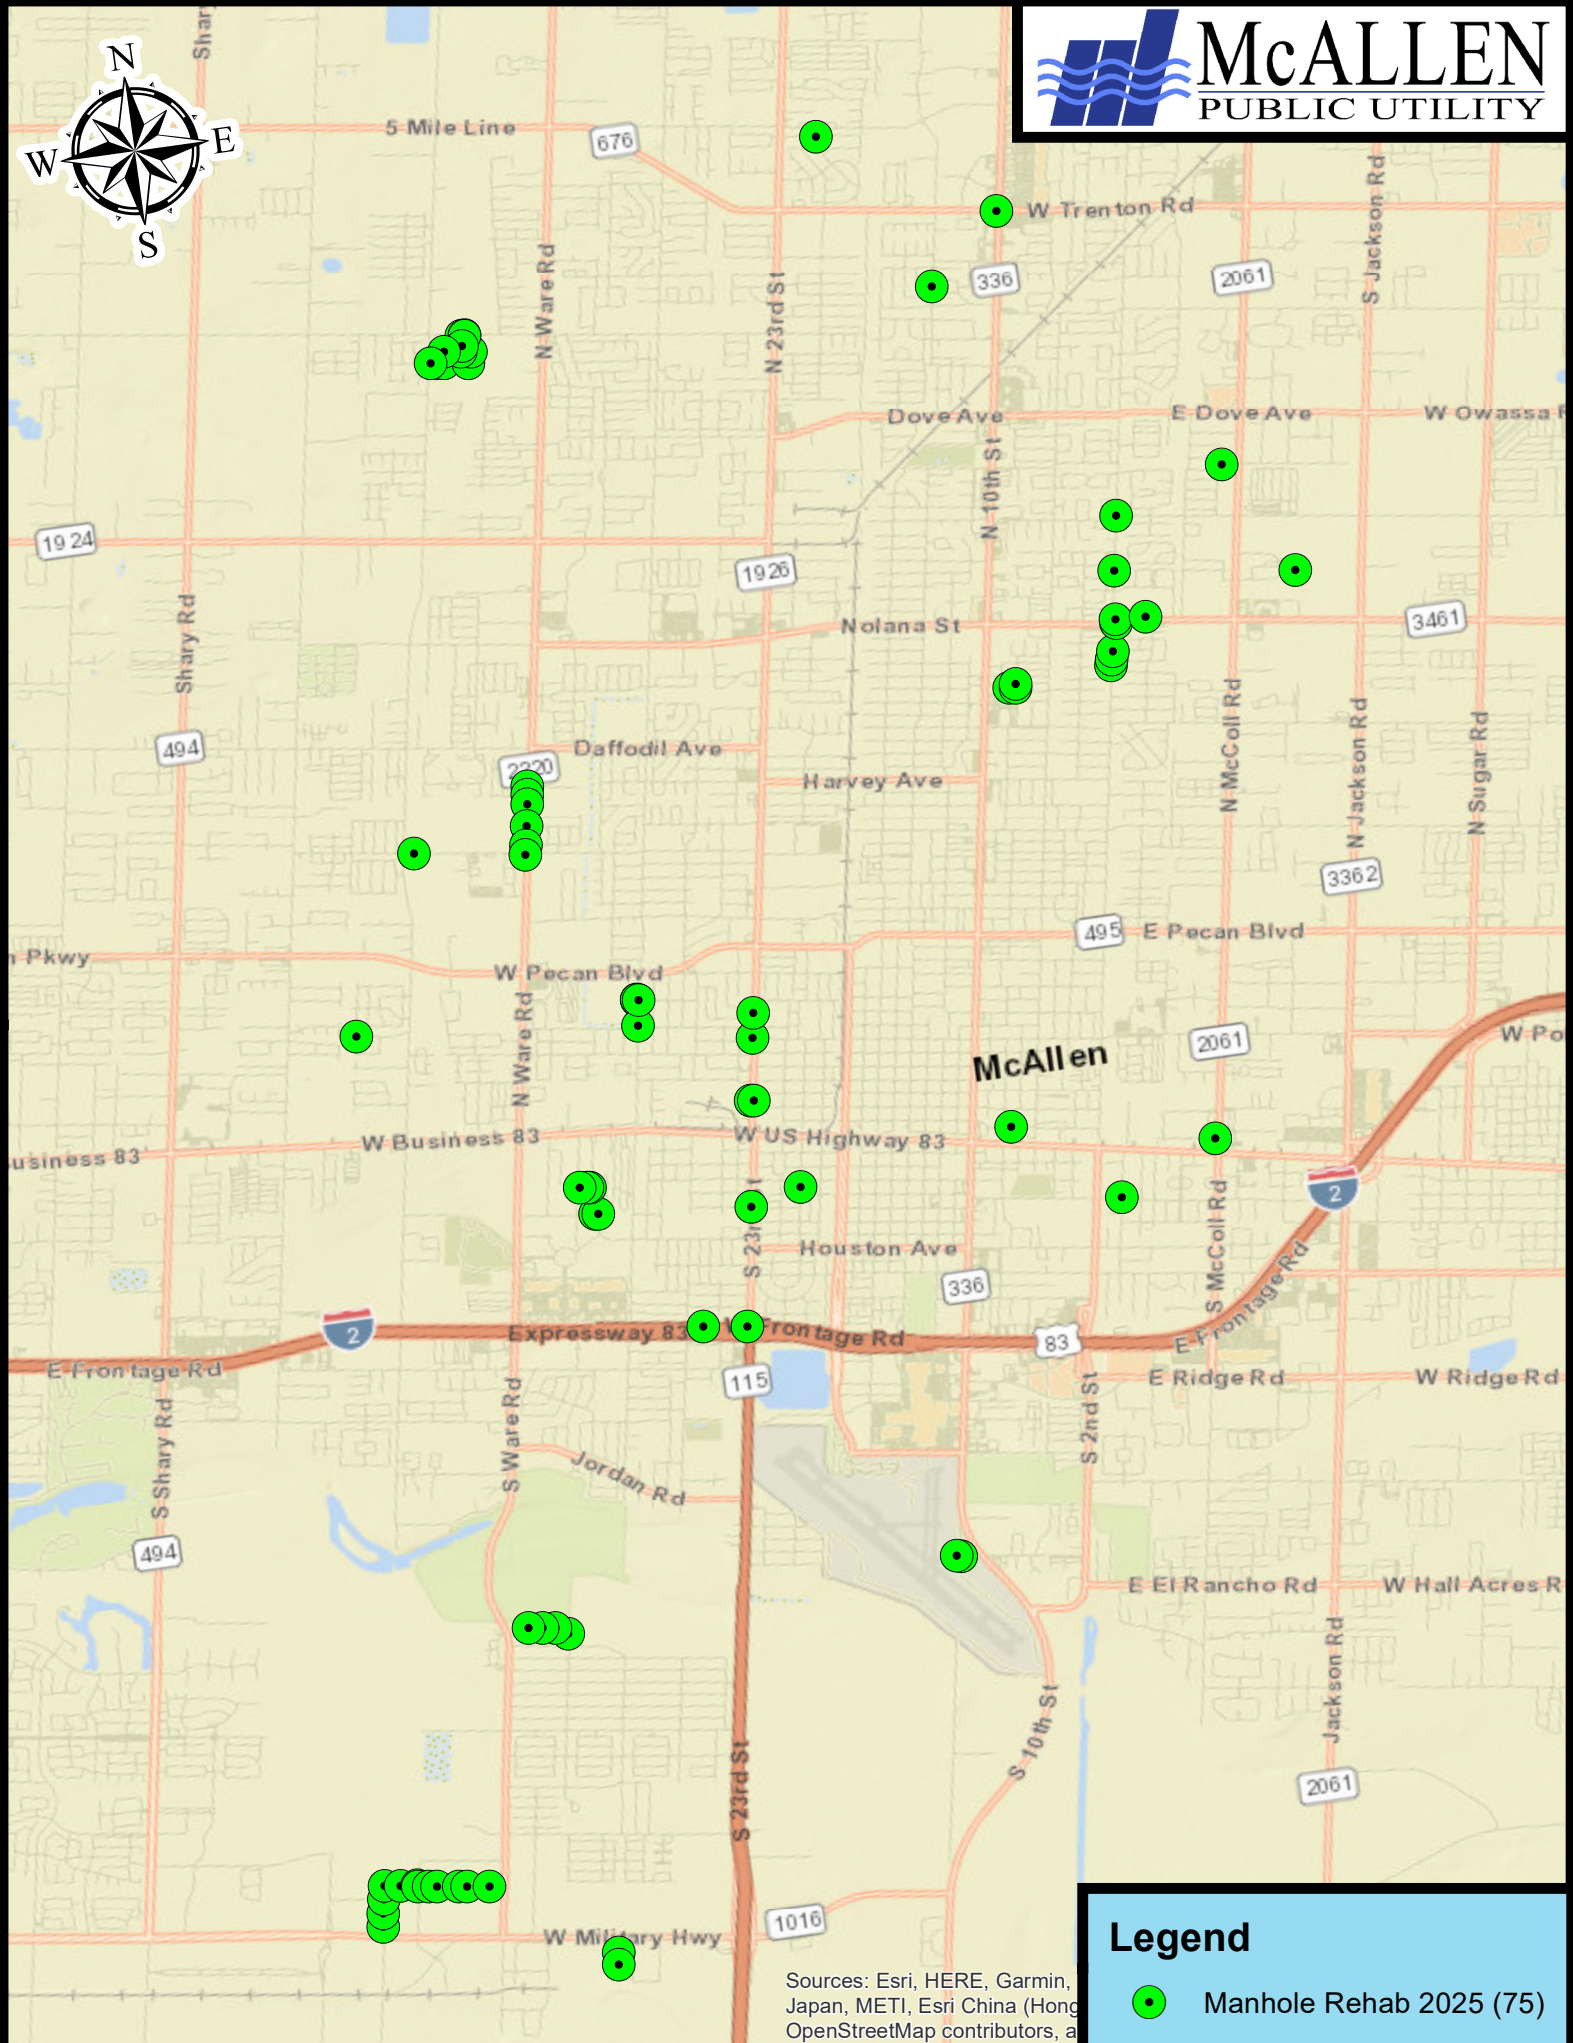 McALLEN
PUBLIC UTILITY
N
E
W
S
Shary
5 Mile Line
676
W Trenton Rd
S Jackson Rd
336
2061
N Ware Rd
N 23rd St
Dove Ave
E Dove Ave
W Owassa R
N 10th St
1924
1926
Nolana St
3461
Shary Rd
494
2220
Daffodil Ave
Harvey Ave
N McColl Rd
N Jackson Rd
N Sugar Rd
3362
495
E Pecan Blvd
n Pkwy
W Pecan Blvd
N Ware Rd
McAllen
2061
W Po
W Business 83
W US Highway 83
usiness 83
2
S 23r
t
Houston Ave
S McColl Rd
336
2
Expressway 83
Frontage Rd
83
E Frontage Rd
E Frontage Rd
115
E Ridge Rd
W Ridge Rd
S Shary Rd
S Ware Rd
Jordan Rd
S 2nd St
494
E El Rancho Rd
W Hall Acres R
Jackson Rd
S 10th St
S 23rd St
2061
1016
W Military Hwy
Sources: Esri, HERE, Garmin,
Japan, METI, Esri China (Hong
OpenStreetMap contributors, a
Legend
Manhole Rehab 2025 (75)